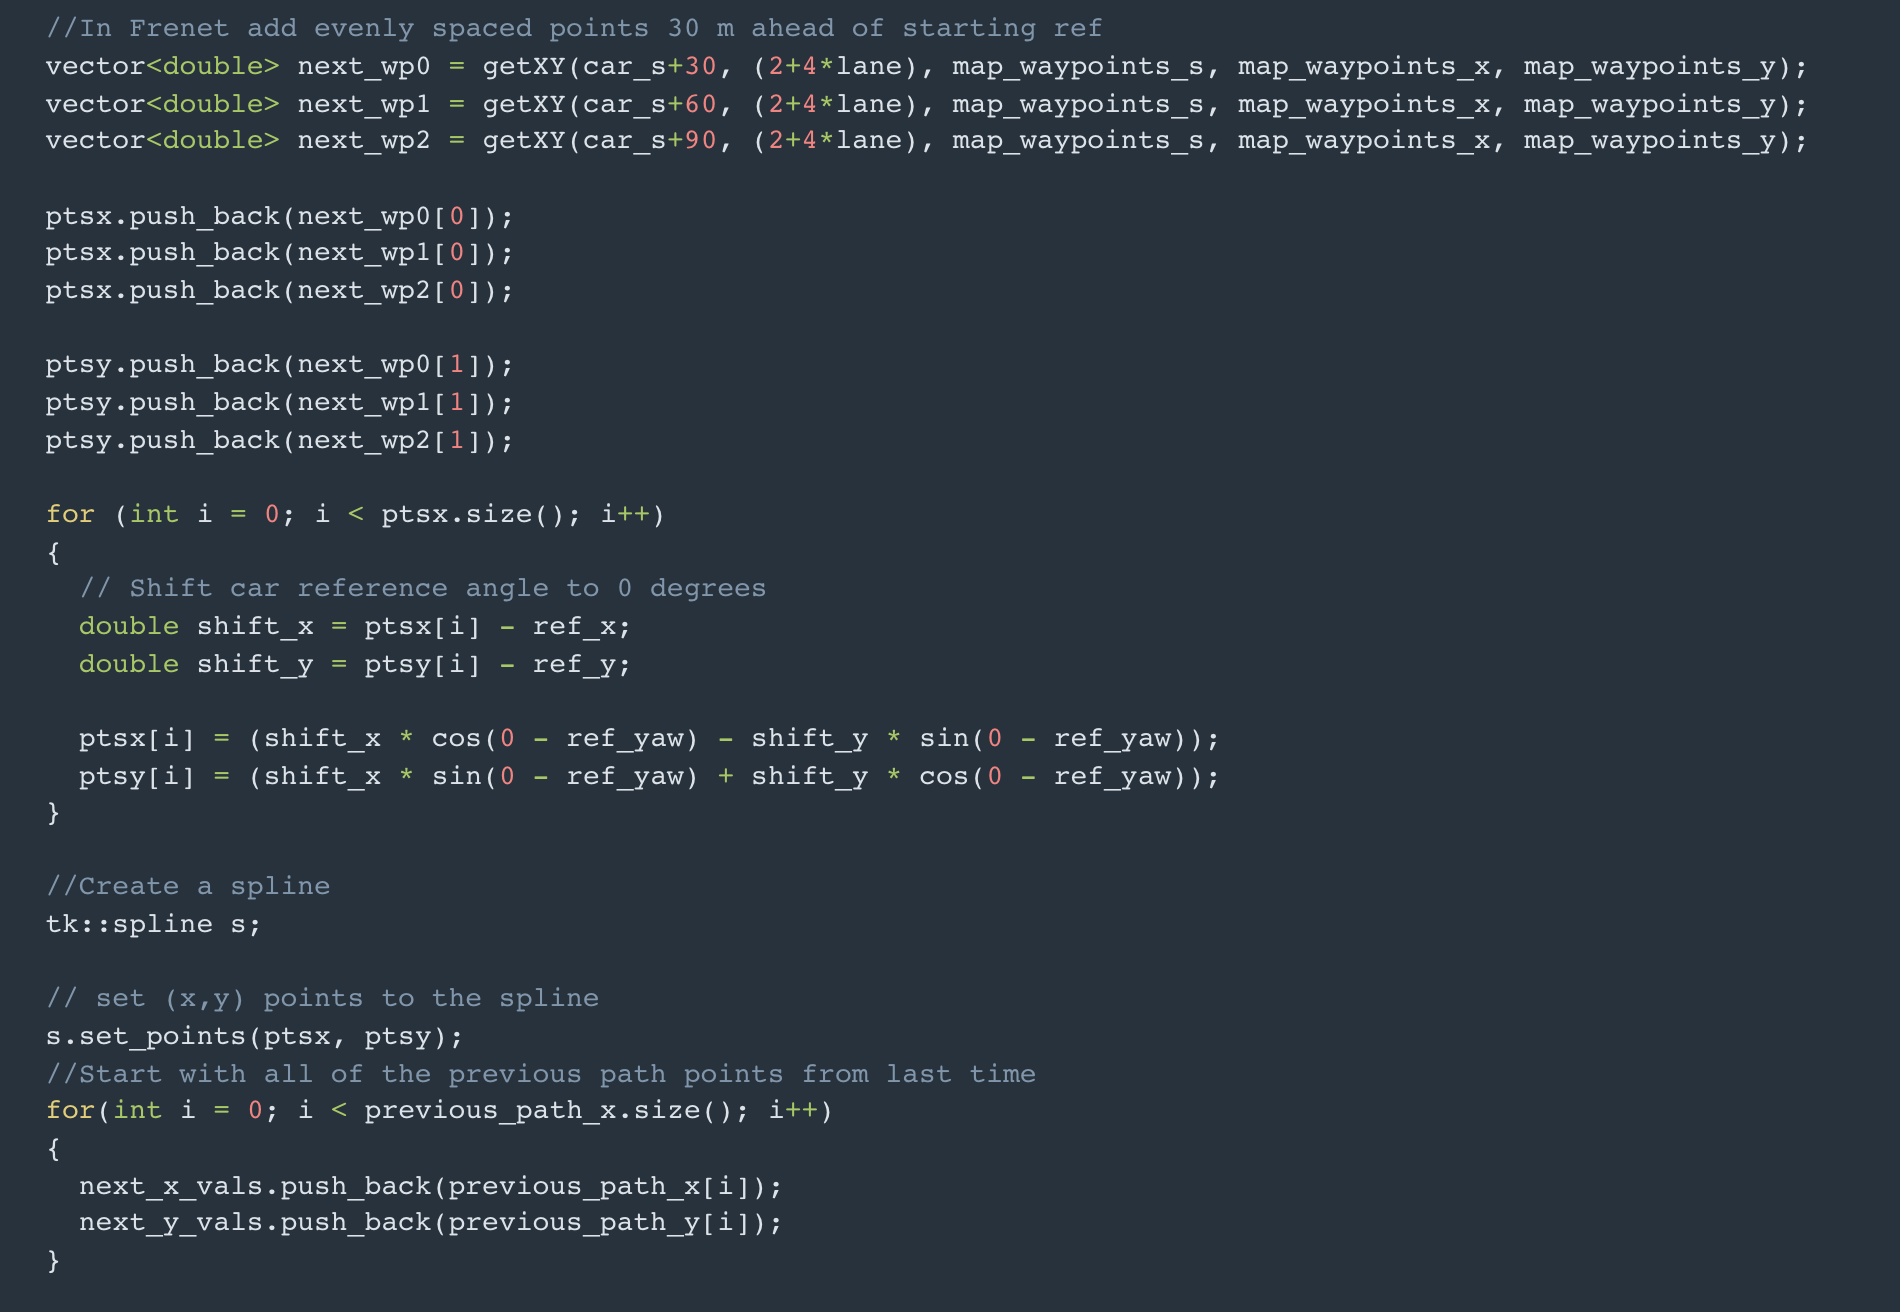 //In Frenet add evenly spaced points 30 m ahead of starting ref
vector<double> next_wp0 = getXY(car_s+30, (2+4*lane), map_waypoints_s, map_waypoints_x, map_waypoints_y);
vector<double> next_wp1 = getXY(car_s+60, (2+4*lane), map_waypoints_s, map_waypoints_x, map_waypoints_y);
vector<double> next_wp2 = getXY(car_s+90, (2+4*lane), map_waypoints_s, map_waypoints_x, map_waypoints_y);

ptsx.push_back(next_wp0[0]);
ptsx.push_back(next_wp1[0]);
ptsx.push_back(next_wp2[0]);

ptsy.push_back(next_wp0[1]);
ptsy.push_back(next_wp1[1]);
ptsy.push_back(next_wp2[1]);

for (int i = 0; i < ptsx.size(); i++)
{
  // Shift car reference angle to 0 degrees
  double shift_x = ptsx[i] - ref_x;
  double shift_y = ptsy[i] - ref_y;

  ptsx[i] = (shift_x * cos(0 - ref_yaw) - shift_y * sin(0 - ref_yaw));
  ptsy[i] = (shift_x * sin(0 - ref_yaw) + shift_y * cos(0 - ref_yaw));
}

//Create a spline
tk::spline s;

// set (x,y) points to the spline
s.set_points(ptsx, ptsy);
//Start with all of the previous path points from last time
for(int i = 0; i < previous_path_x.size(); i++)
{
  next_x_vals.push_back(previous_path_x[i]);
  next_y_vals.push_back(previous_path_y[i]);
}